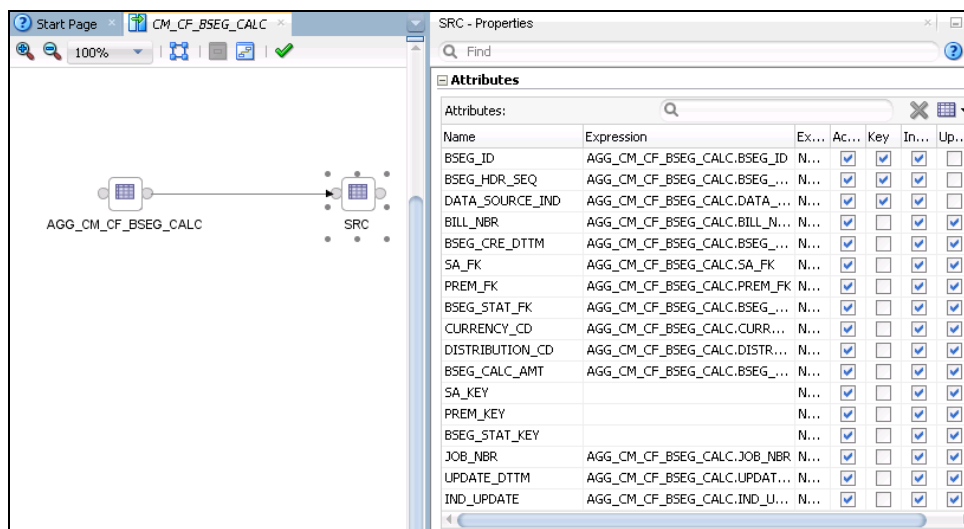 Start Page
CM_CF_BSEG_CALC
100%
AGG_CM_CF_BSEG_CALC
SRC
SRC - Properties
Find
Attributes
Attributes:
Name Expression Ex... Ac... Key In... Up...
BSEG_ID AGG_CM_CF_BSEG_CALC.BSEG_ID N...
BSEG_HDR_SEQ AGG_CM_CF_BSEG_CALC.BSEG_... N...
DATA_SOURCE_IND AGG_CM_CF_BSEG_CALC.DATA_... N...
BILL_NBR AGG_CM_CF_BSEG_CALC.BILL_N... N...
BSEG_CRE_DTTM AGG_CM_CF_BSEG_CALC.BSEG_... N...
SA_FK AGG_CM_CF_BSEG_CALC.SA_FK N...
PREM_FK AGG_CM_CF_BSEG_CALC.PREM_FK N...
BSEG_STAT_FK AGG_CM_CF_BSEG_CALC.BSEG_... N...
CURRENCY_CD AGG_CM_CF_BSEG_CALC.CURR... N...
DISTRIBUTION_CD AGG_CM_CF_BSEG_CALC.DISTR... N...
BSEG_CALC_AMT AGG_CM_CF_BSEG_CALC.BSEG_... N...
SA_KEY N...
PREM_KEY N...
BSEG_STAT_KEY N...
JOB_NBR AGG_CM_CF_BSEG_CALC.JOB_NBR N...
UPDATE_DTTM AGG_CM_CF_BSEG_CALC.UPDAT... N...
IND_UPDATE AGG_CM_CF_BSEG_CALC.IND_U... N...